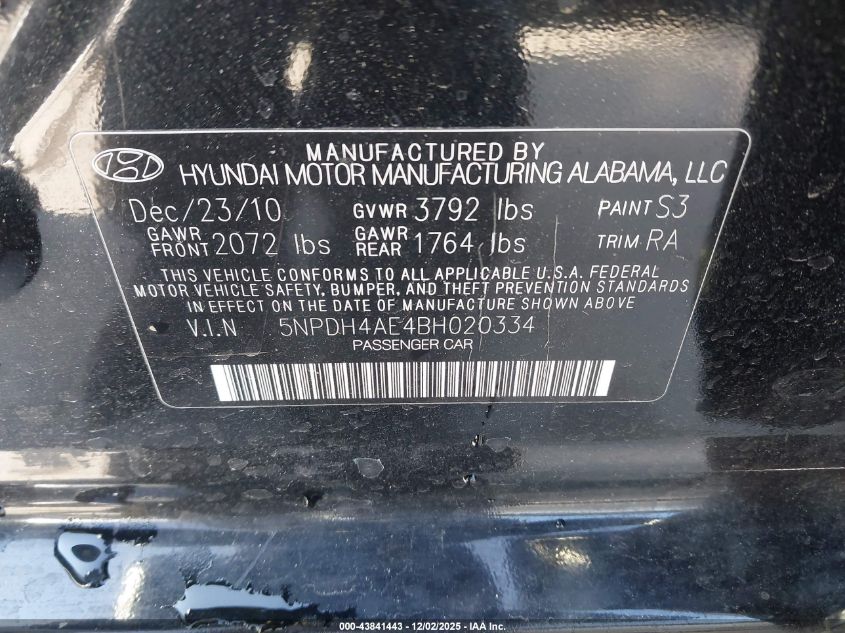 MANUFACTURED BY
HYUNDAI MOTOR MANUFACTURING ALABAMA, LLC
Dec/23/10 GVWR 3792 lbs PAINT S3
GAWR FRONT 2072 lbs GAWR REAR 1764 lbs TRIM RA
THIS VEHICLE CONFORMS TO ALL APPLICABLE U.S.A. FEDERAL
MOTOR VEHICLE SAFETY, BUMPER, AND THEFT PREVENTION STANDARDS
IN EFFECT ON THE DATE OF MANUFACTURE SHOWN ABOVE
V.I.N 5NPDH4AE4BH020334
PASSENGER CAR
000-43841443 - 12/02/2025 - IAA Inc.